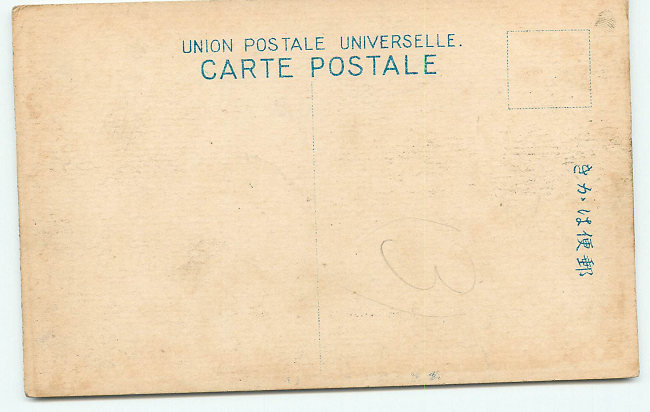 UNION POSTALE UNIVERSELLE.
CARTE POSTALE
郵便はかき
3